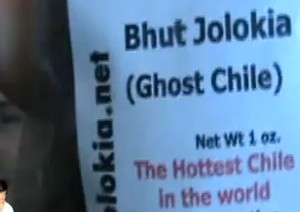 Bhut Jolokia
(Ghost Chile)
Net Wt 1 oz.
The Hottest Chile
in the world
olokia.net